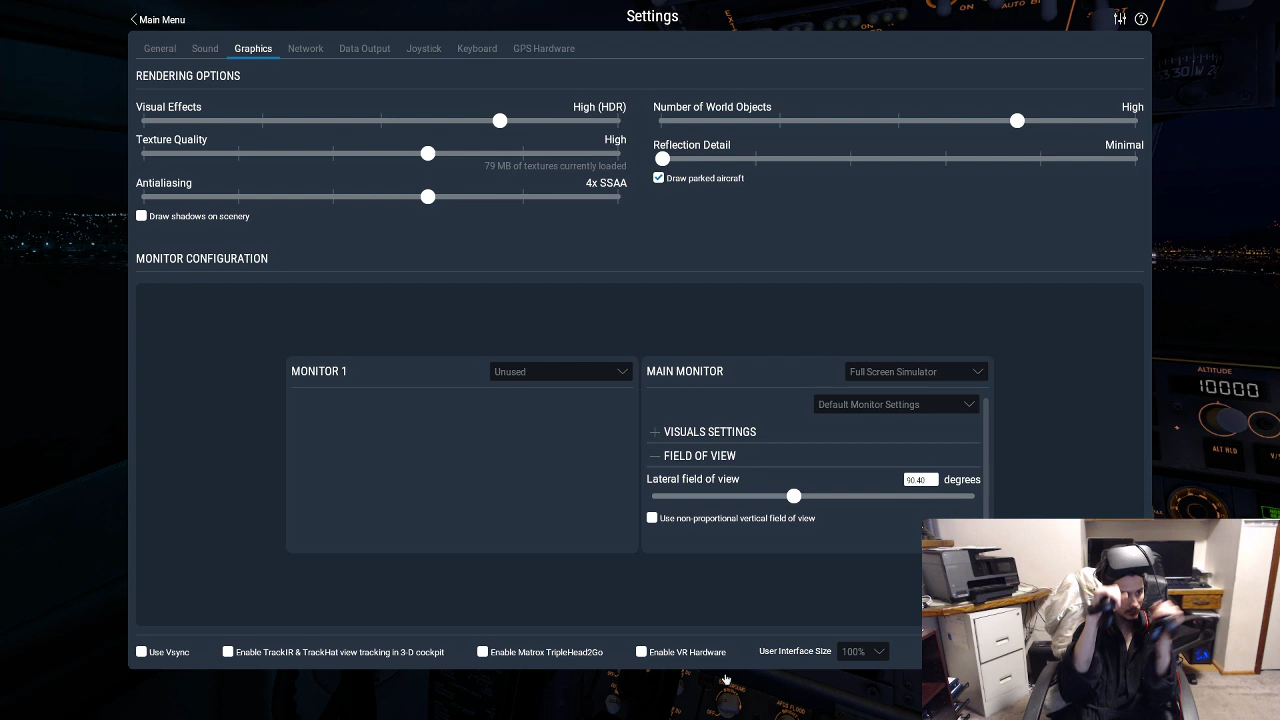 Main Menu
Settings
General Sound Graphics Network Data Output Joystick Keyboard GPS Hardware
RENDERING OPTIONS
Visual Effects High (HDR)
Texture Quality High
79 MB of textures currently loaded
Antialiasing 4x SSAA
Draw shadows on scenery
Number of World Objects High
Reflection Detail Minimal
Draw parked aircraft
MONITOR CONFIGURATION
MONITOR 1 Unused
MAIN MONITOR Full Screen Simulator
Default Monitor Settings
VISUALS SETTINGS
FIELD OF VIEW
Lateral field of view 90.40 degrees
Use non-proportional vertical field of view
Use Vsync Enable TrackIR & TrackHat view tracking in 3-D cockpit Enable Matrox TripleHead2Go Enable VR Hardware User Interface Size 100%
ALTITUDE
10000
ALT HLD